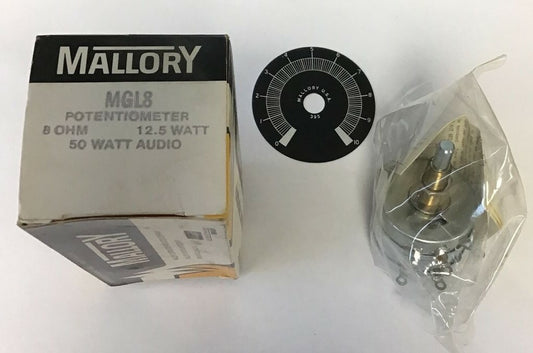 MALLORY
MGL8
POTENTIOMETER
8 OHM 12.5 WATT
50 WATT AUDIO
MALLORY
0 1 2 3 4 5 6 7 8 9 10
MALLORY U.S.A.
395